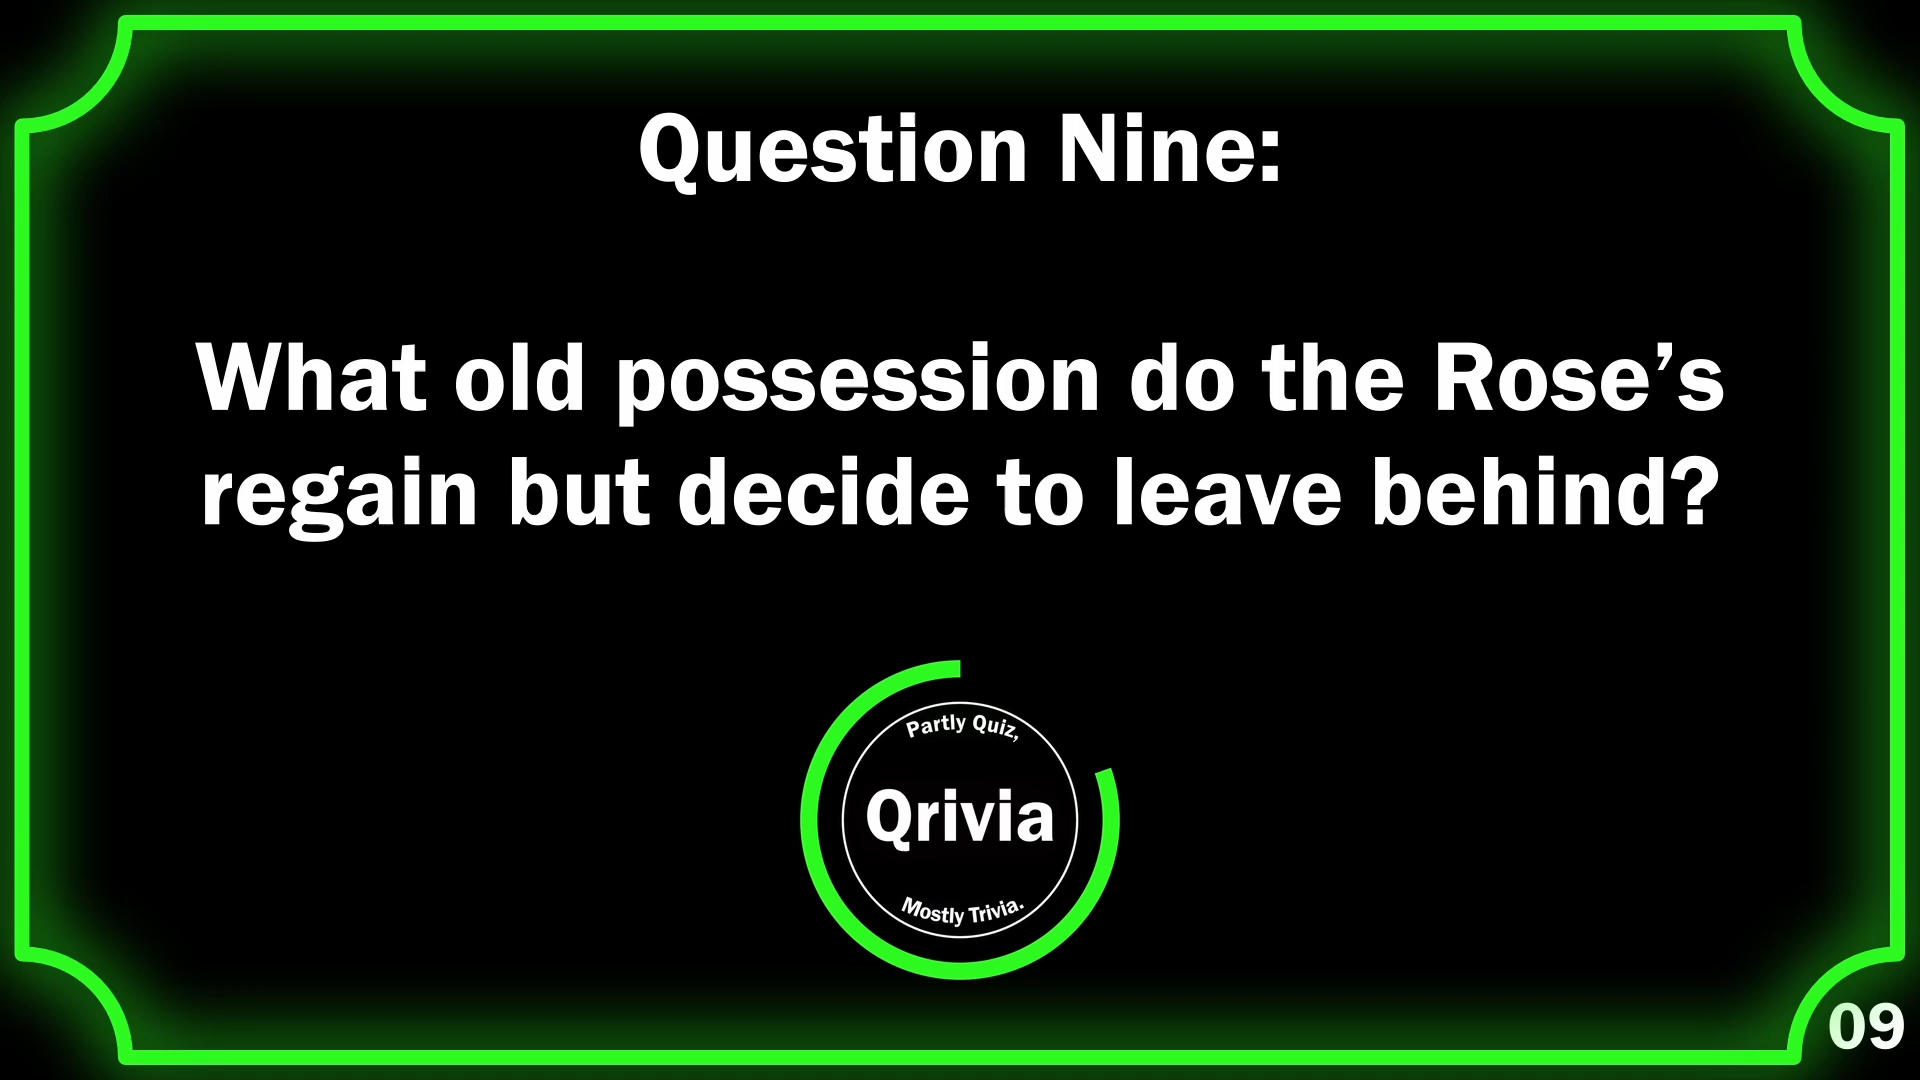 Question Nine:
What old possession do the Rose’s
regain but decide to leave behind?
Partly Quiz,
Qrivia
Mostly Trivia.
09